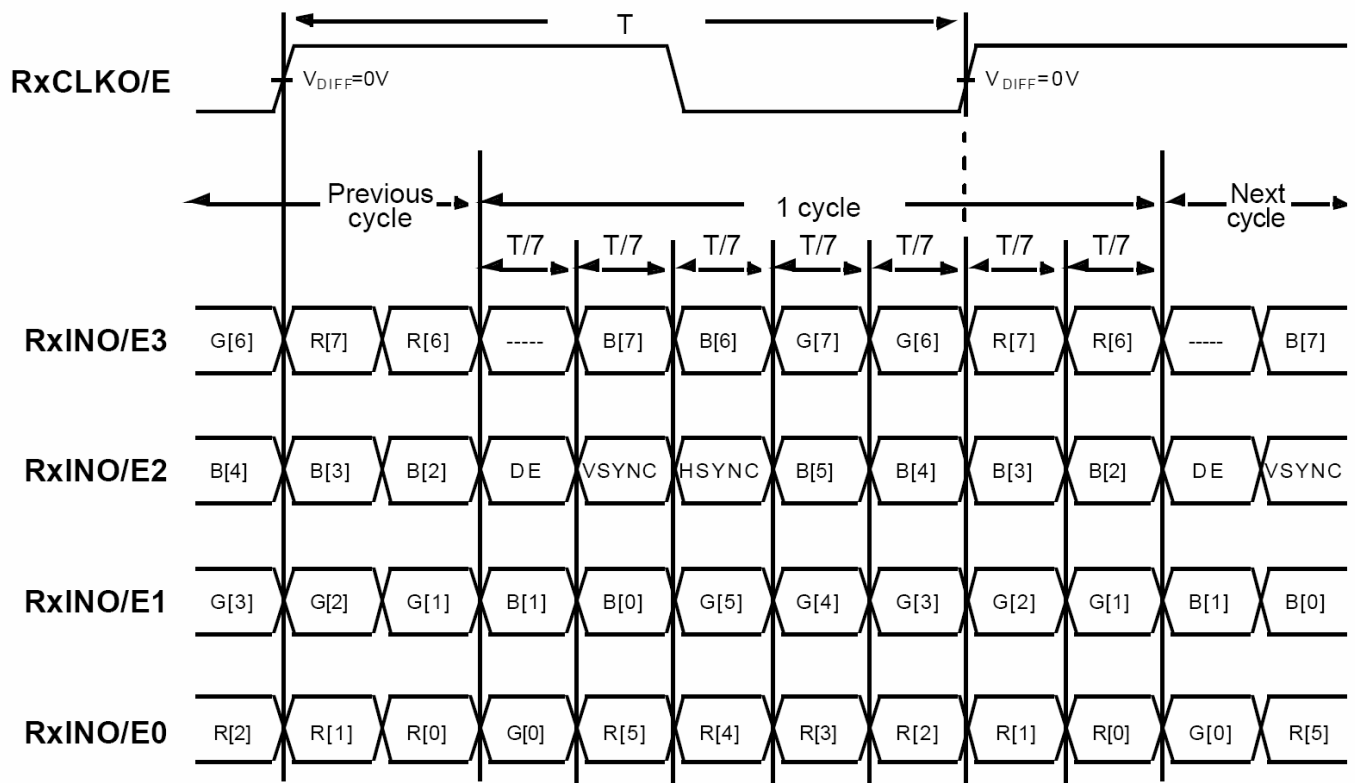 T
RxCLKO/E V_DIFF=0V V_DIFF=0V
Previous cycle 1 cycle Next cycle
T/7 T/7 T/7 T/7 T/7 T/7 T/7
RxINO/E3 G[6] R[7] R[6] ----- B[7] B[6] G[7] G[6] R[7] R[6] ----- B[7]
RxINO/E2 B[4] B[3] B[2] DE VSYNC HSYNC B[5] B[4] B[3] B[2] DE VSYNC
RxINO/E1 G[3] G[2] G[1] B[1] B[0] G[5] G[4] G[3] G[2] G[1] B[1] B[0]
RxINO/E0 R[2] R[1] R[0] G[0] R[5] R[4] R[3] R[2] R[1] R[0] G[0] R[5]